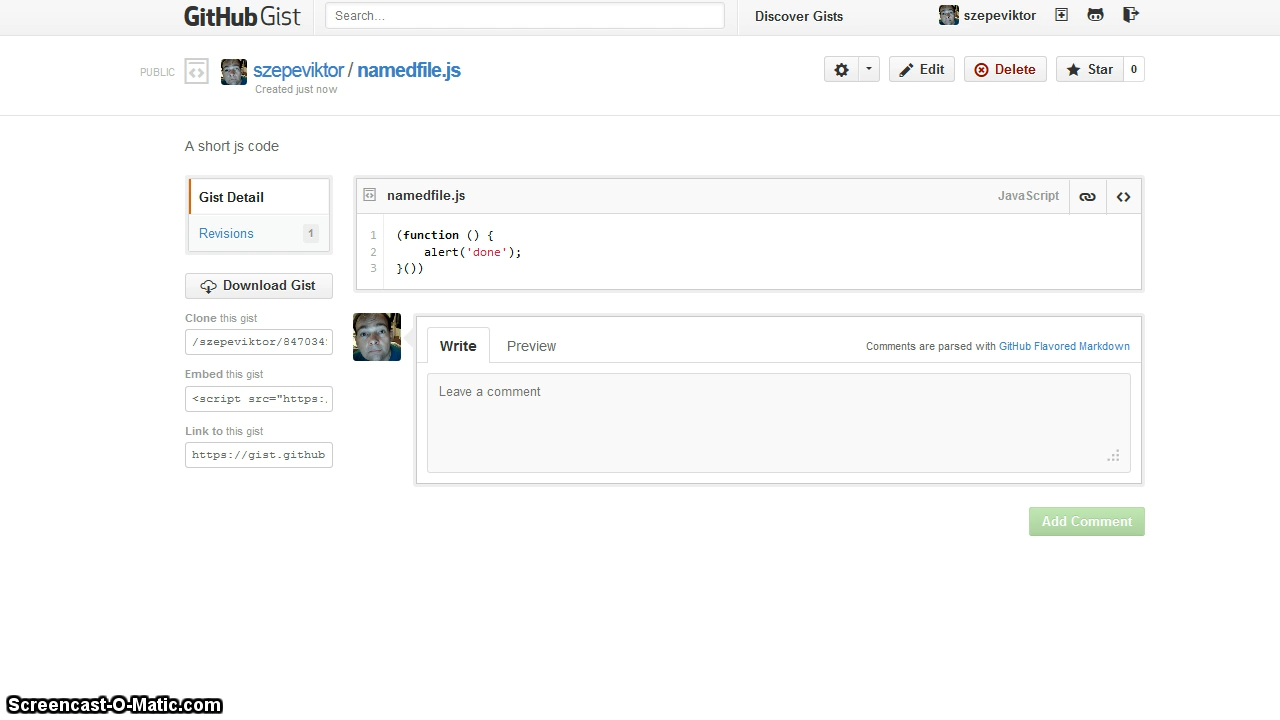 GitHub Gist Search... Discover Gists szepeviktor
PUBLIC szepeviktor / namedfile.js Edit Delete Star 0
Created just now
A short js code
Gist Detail
Revisions 1
Download Gist
Clone this gist
/szepeviktor/847034
Embed this gist
<script src="https:/
Link to this gist
https://gist.github
namedfile.js JavaScript
1 (function () {
2     alert('done');
3 }())
Write Preview Comments are parsed with GitHub Flavored Markdown
Leave a comment
Add Comment
Screencast-O-Matic.com